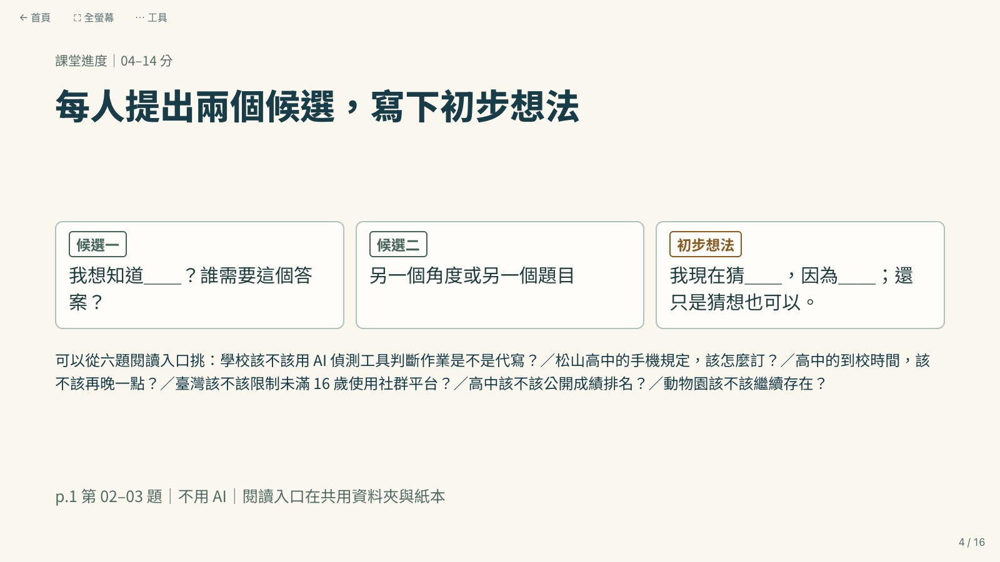 ← 首頁
全螢幕
⋯ 工具
課堂進度｜04–14 分
每人提出兩個候選，寫下初步想法
候選一
我想知道____？誰需要這個答
案？
候選二
另一個角度或另一個題目
初步想法
我現在猜____，因為____；還
只是猜想也可以。
可以從六題閱讀入口挑：學校該不該用 AI 偵測工具判斷作業是不是代寫？／松山高中的手機規定，該怎麼訂？／高中的到校時間，該
不該再晚一點？／臺灣該不該限制未滿 16 歲使用社群平台？／高中該不該公開成績排名？／動物園該不該繼續存在？
p.1 第 02–03 題｜不用 AI｜閱讀入口在共用資料夾與紙本
4 / 16